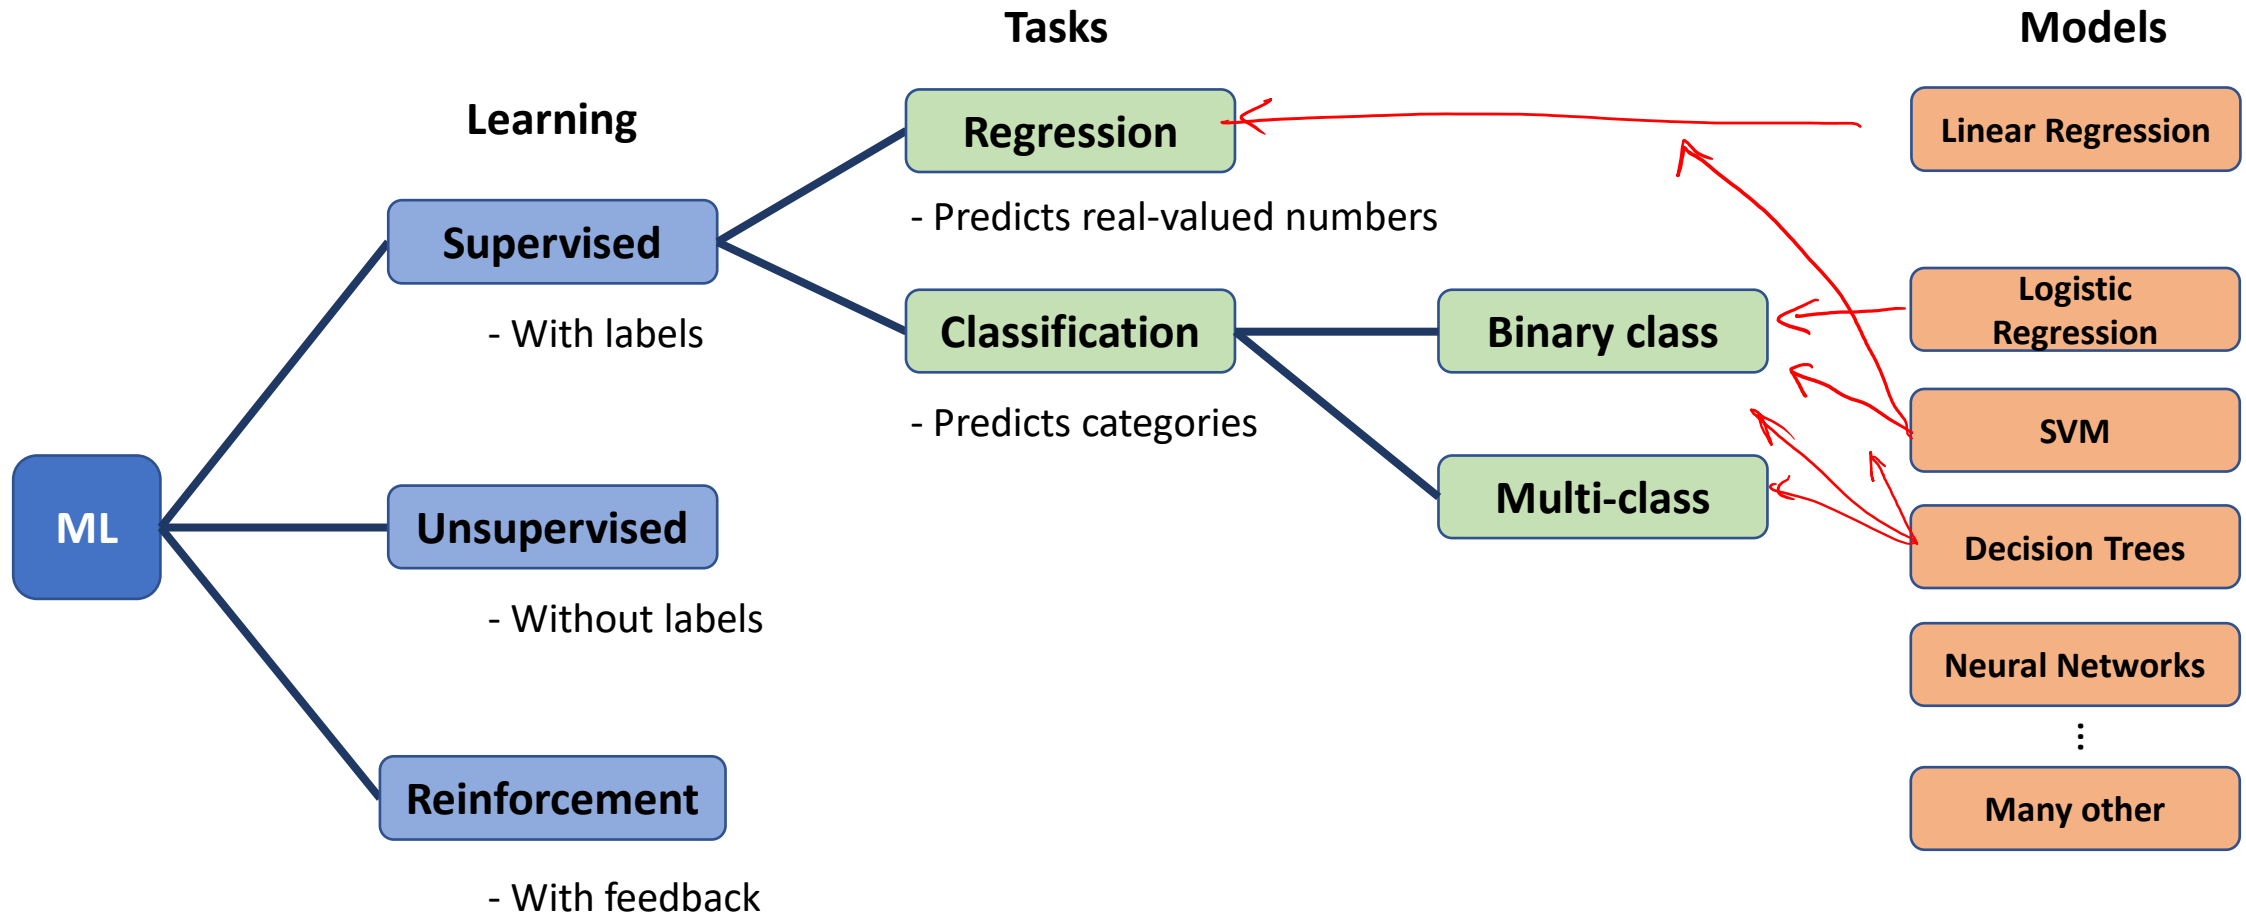 Tasks
Models
Learning
Regression
Linear Regression
- Predicts real-valued numbers
Supervised
- With labels
Classification
Binary class
Logistic
Regression
- Predicts categories
SVM
Multi-class
ML
Unsupervised
Decision Trees
- Without labels
Neural Networks
...
Reinforcement
Many other
- With feedback